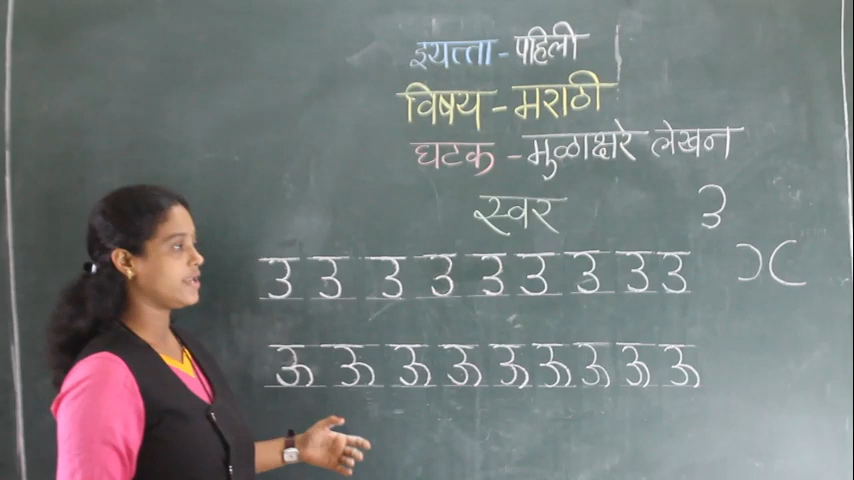 इयत्ता - पहिली
विषय - मराठी
घटक - मुळाक्षरे लेखन
स्वर
उ उ उ उ उ उ उ उ उ
ऊ ऊ ऊ ऊ ऊ ऊ ऊ ऊ ऊ